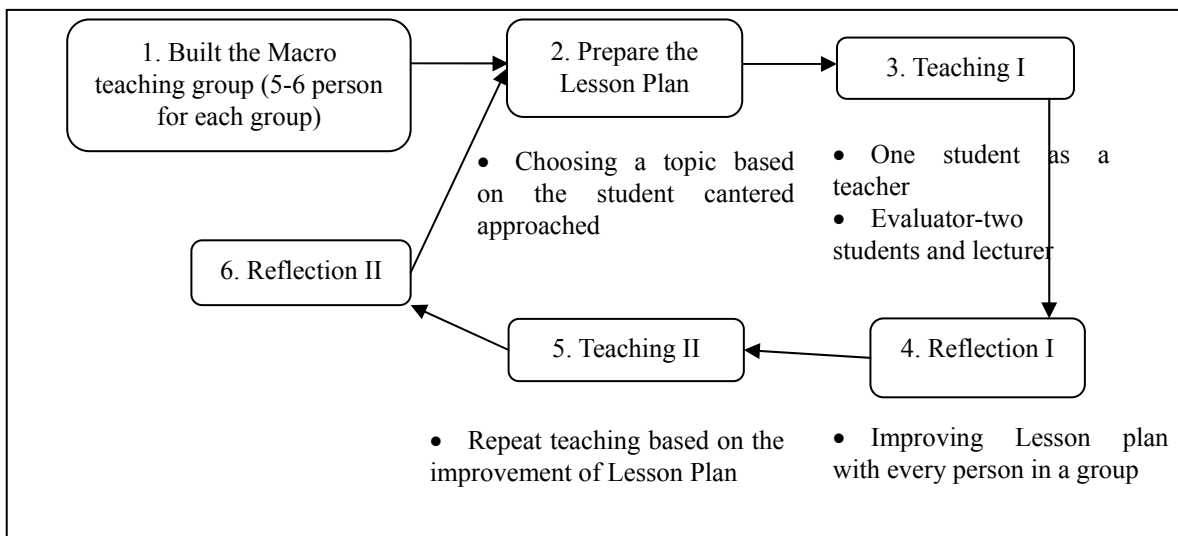 1. Built the Macro
teaching group (5-6 person
for each group)
2. Prepare the
Lesson Plan
3. Teaching I
• Choosing a topic based
on the student cantered
approached
• One student as a
teacher
• Evaluator-two
students and lecturer
6. Reflection II
5. Teaching II
4. Reflection I
• Repeat teaching based on the
improvement of Lesson Plan
• Improving Lesson plan
with every person in a group